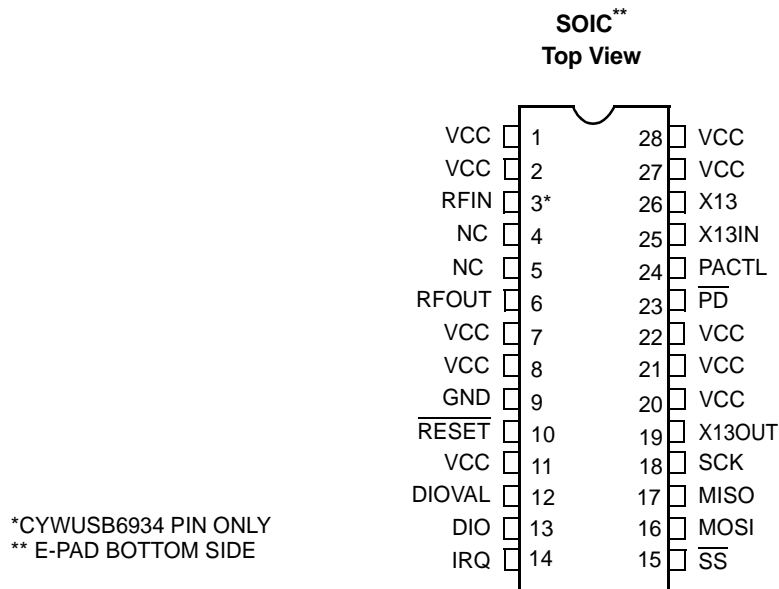 SOIC**
Top View
VCC 1 28 VCC
VCC 2 27 VCC
RFIN 3* 26 X13
NC 4 25 X13IN
NC 5 24 PACTL
RFOUT 6 23 PD
VCC 7 22 VCC
VCC 8 21 VCC
GND 9 20 VCC
RESET 10 19 X13OUT
VCC 11 18 SCK
DIOVAL 12 17 MISO
DIO 13 16 MOSI
IRQ 14 15 SS
*CYWUSB6934 PIN ONLY
** E-PAD BOTTOM SIDE